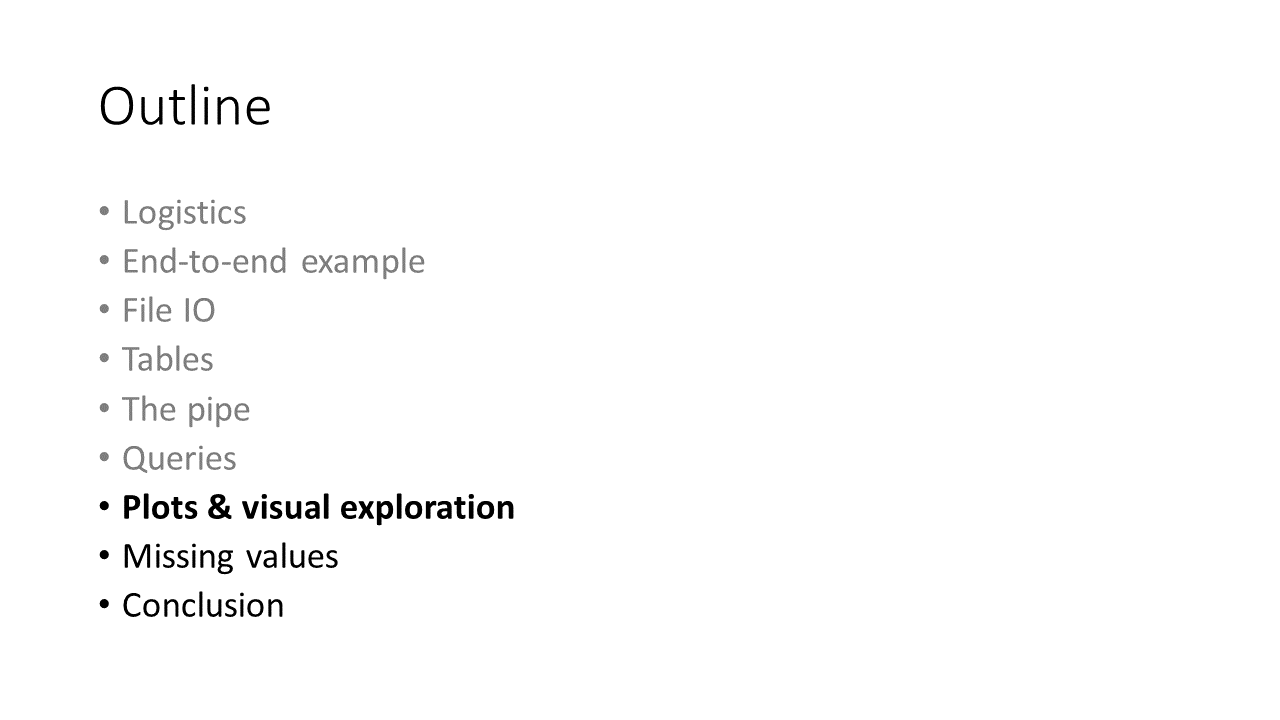 Outline
• Logistics
• End-to-end example
• File IO
• Tables
• The pipe
• Queries
• Plots & visual exploration
• Missing values
• Conclusion